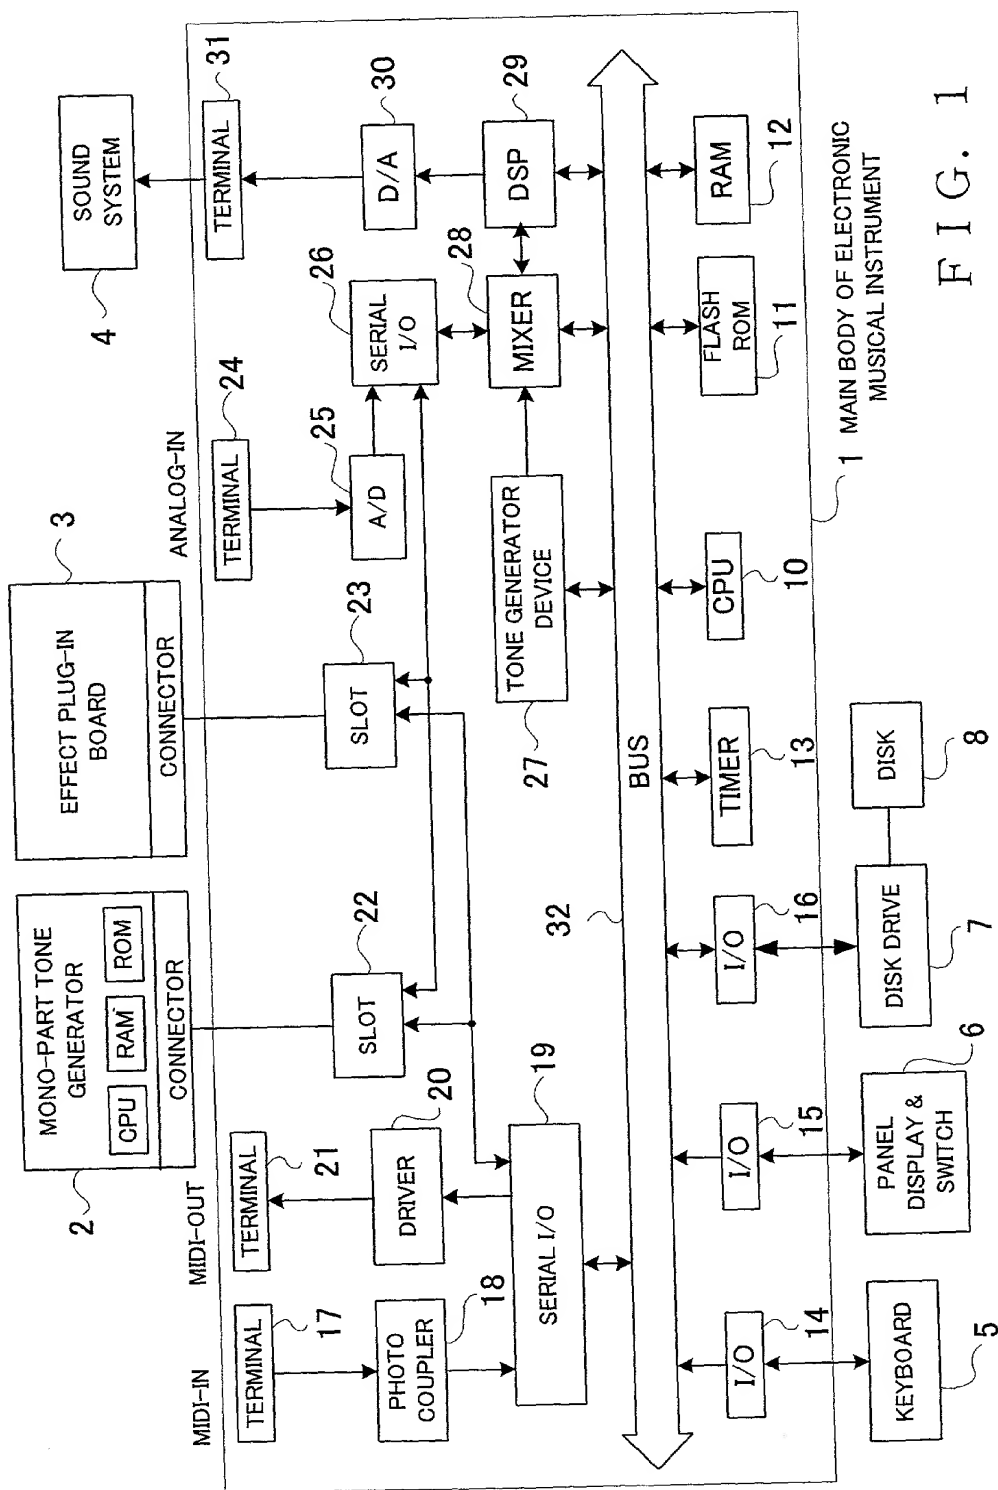 MONO-PART TONE
GENERATOR
CPU
RAM
ROM
CONNECTOR
2
EFFECT PLUG-IN
BOARD
CONNECTOR
3
SOUND
SYSTEM
4
MIDI-IN
MIDI-OUT
ANALOG-IN
TERMINAL
17
TERMINAL
21
TERMINAL
24
TERMINAL
31
PHOTO
COUPLER
18
DRIVER
20
SLOT
22
SLOT
23
A/D
25
SERIAL
I/O
26
D/A
30
SERIAL I/O
19
TONE GENERATOR
DEVICE
27
MIXER
28
DSP
29
BUS
32
I/O
14
I/O
15
I/O
16
TIMER
13
CPU
10
FLASH
ROM
11
RAM
12
KEYBOARD
5
PANEL
DISPLAY &
SWITCH
6
DISK DRIVE
7
DISK
8
1 MAIN BODY OF ELECTRONIC
MUSICAL INSTRUMENT
FIG. 1